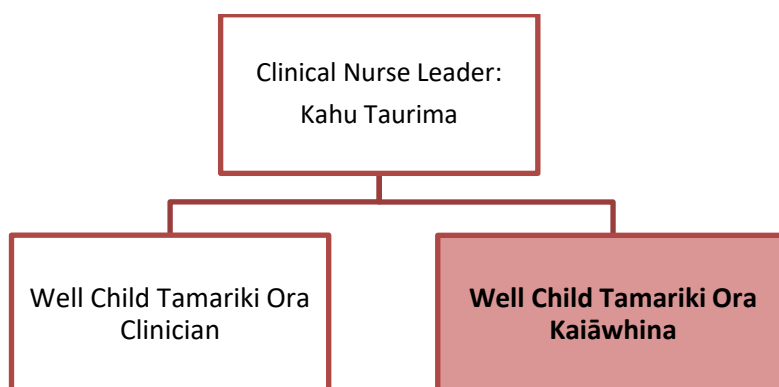 Clinical Nurse Leader:
Kahu Taurima
Well Child Tamariki Ora
Clinician
Well Child Tamariki Ora
Kaiāwhina